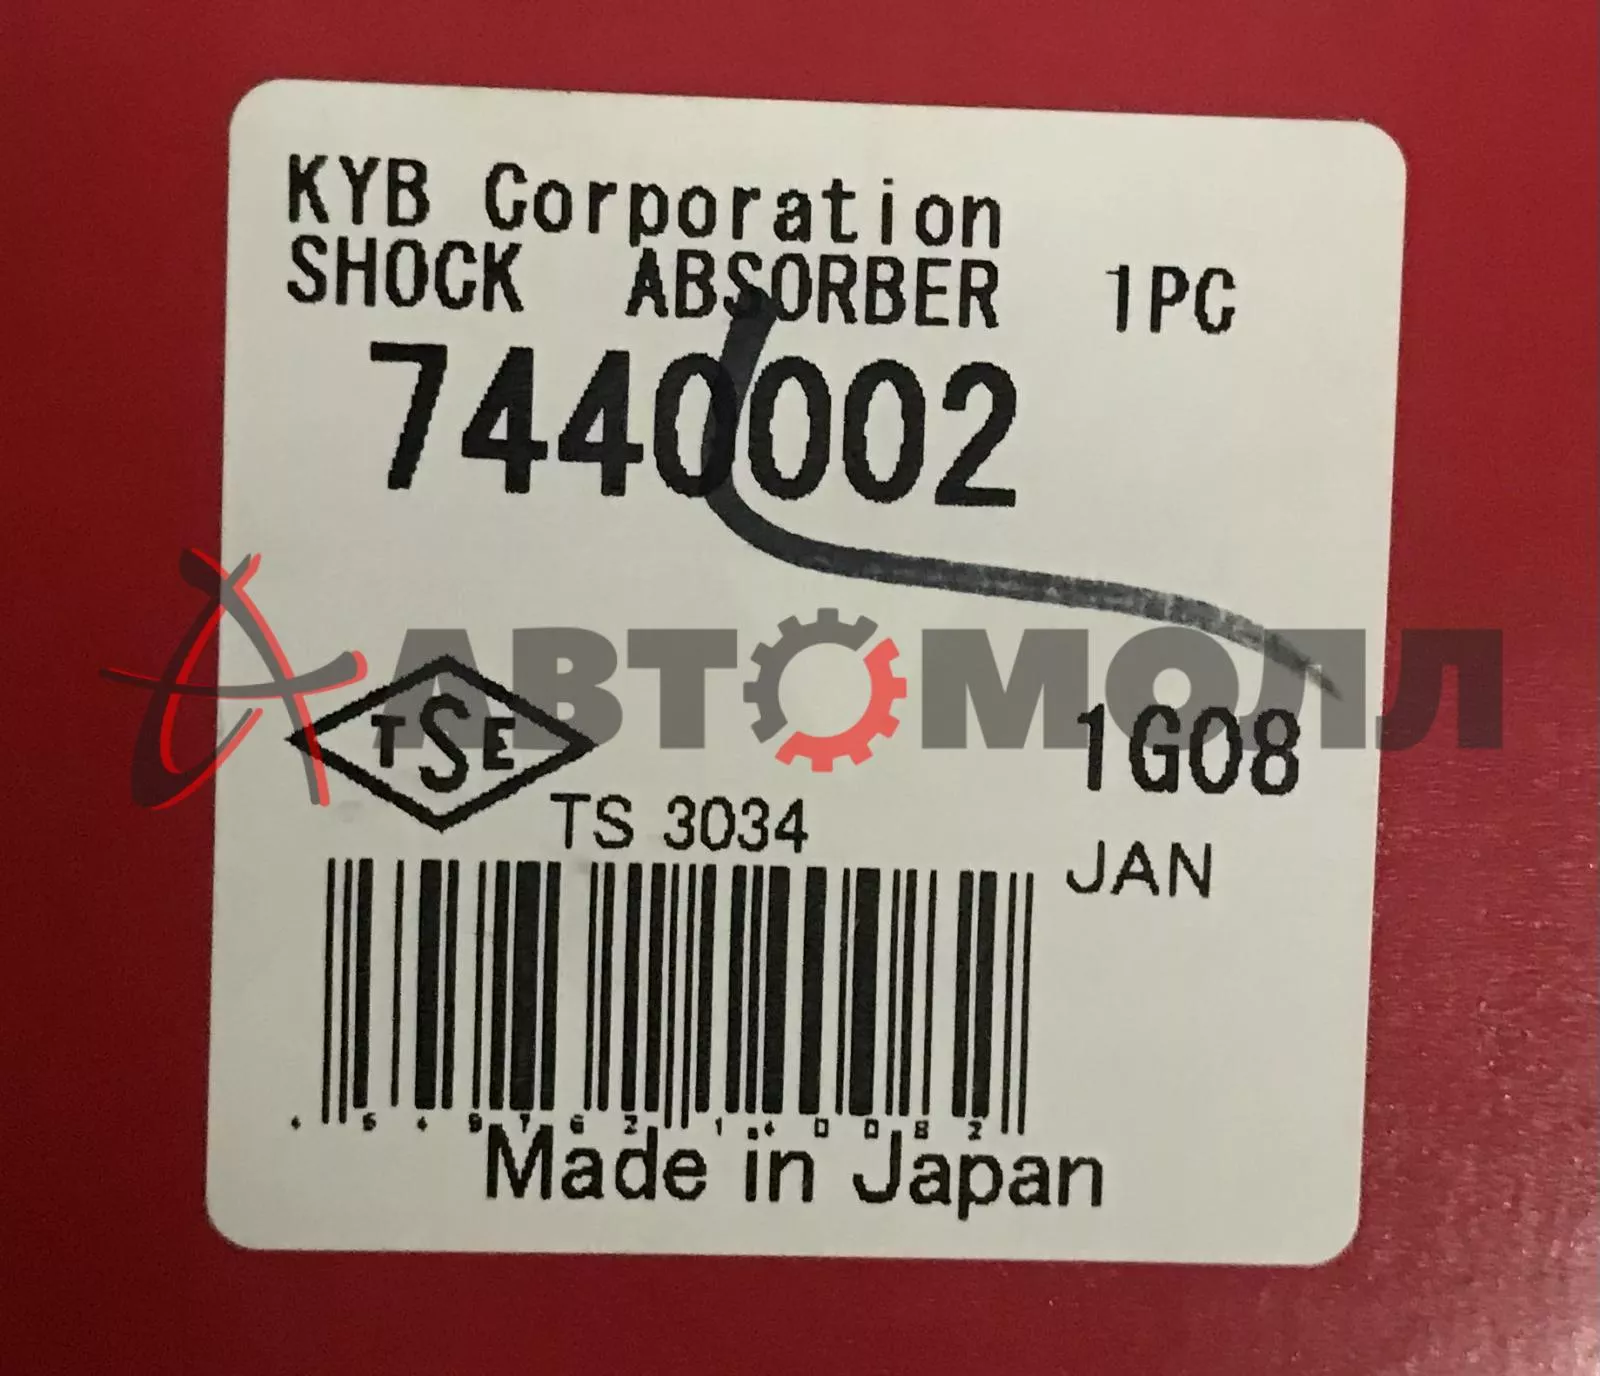 KYB Corporation
SHOCK ABSORBER 1PC
7440002
АВТОМОЛЛ
TSE
1G08
TS 3034
JAN
4 549762 140082
Made in Japan